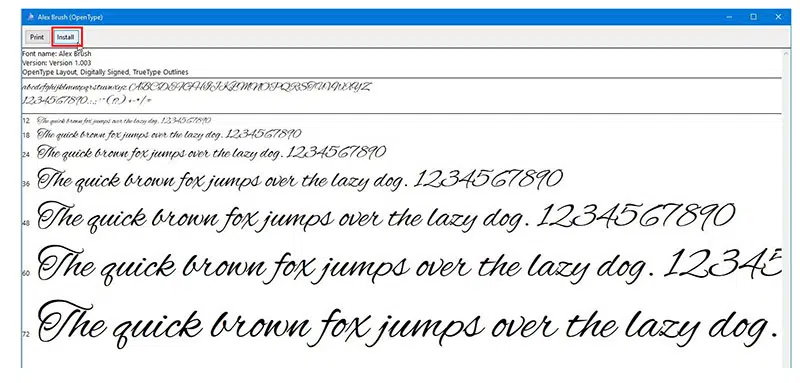 Alex Brush (OpenType)
Print Install
Font name: Alex Brush
Version: Version 1.003
OpenType Layout, Digitally Signed, TrueType Outlines
abcdefghijklmnopqrstuvwxyz ABCDEFGHIJKLMNOPQRSTUVWXYZ
1234567890.:,; ' " (!?) +-*/=
12 The quick brown fox jumps over the lazy dog. 1234567890
18 The quick brown fox jumps over the lazy dog. 1234567890
24 The quick brown fox jumps over the lazy dog. 1234567890
36 The quick brown fox jumps over the lazy dog. 1234567890
48 The quick brown fox jumps over the lazy dog. 1234567890
60 The quick brown fox jumps over the lazy dog. 12345
72 The quick brown fox jumps over the lazy dog.